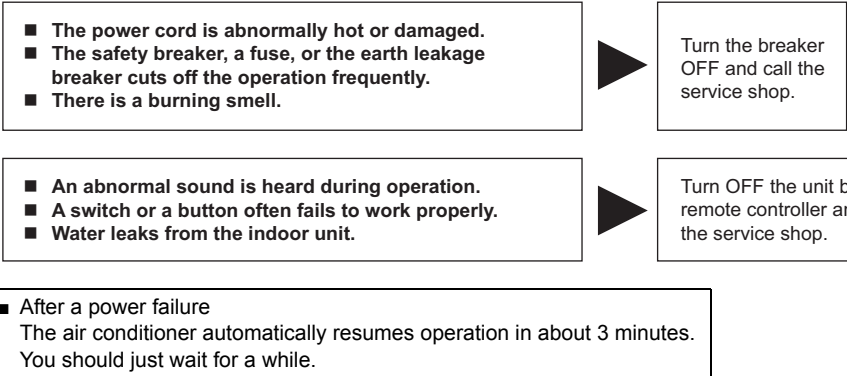 ■ The power cord is abnormally hot or damaged.
■ The safety breaker, a fuse, or the earth leakage
breaker cuts off the operation frequently.
■ There is a burning smell.
Turn the breaker
OFF and call the
service shop.
■ An abnormal sound is heard during operation.
■ A switch or a button often fails to work properly.
■ Water leaks from the indoor unit.
Turn OFF the unit
remote controller
the service shop.
■ After a power failure
The air conditioner automatically resumes operation in about 3 minutes.
You should just wait for a while.